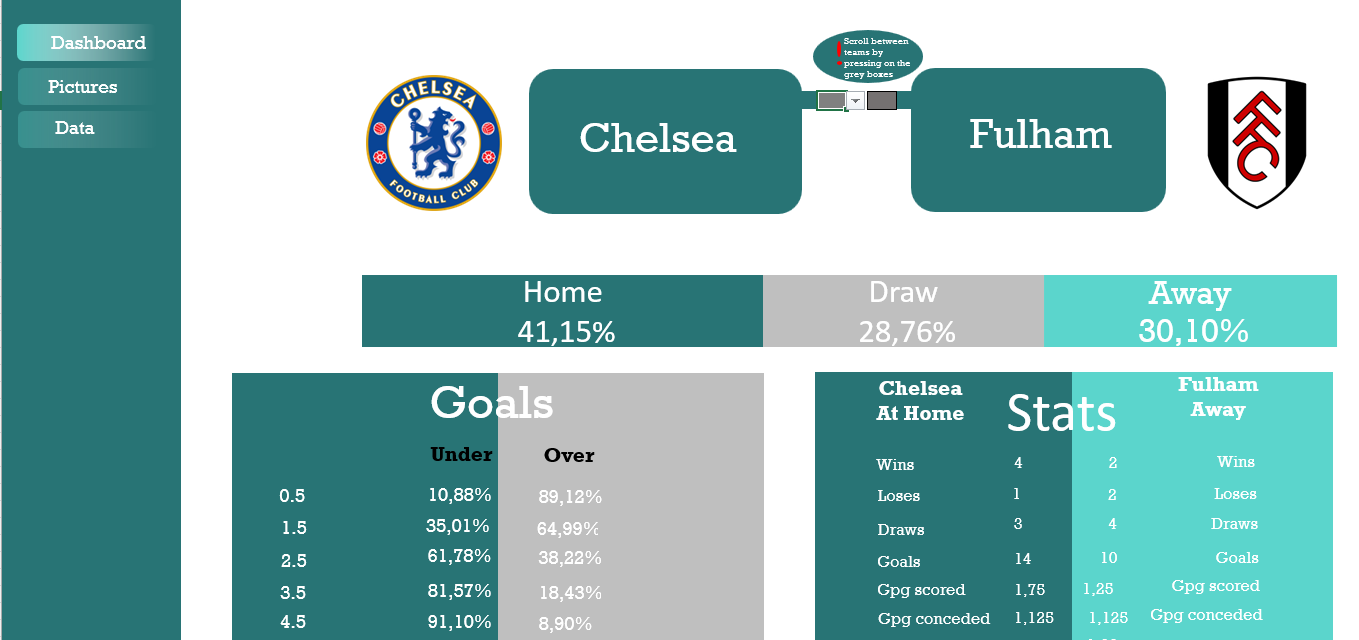 Dashboard
Pictures
Data
Scroll between
teams by
pressing on the
grey boxes
CHELSEA
FOOTBALL CLUB
Chelsea
Fulham
FFC
Home
41,15%
Draw
28,76%
Away
30,10%
Goals
Under Over
0.5 10,88% 89,12%
1.5 35,01% 64,99%
2.5 61,78% 38,22%
3.5 81,57% 18,43%
4.5 91,10% 8,90%
Chelsea
At Home
Stats
Fulham
Away
Wins 4 2 Wins
Loses 1 2 Loses
Draws 3 4 Draws
Goals 14 10 Goals
Gpg scored 1,75 1,25 Gpg scored
Gpg conceded 1,125 1,125 Gpg conceded